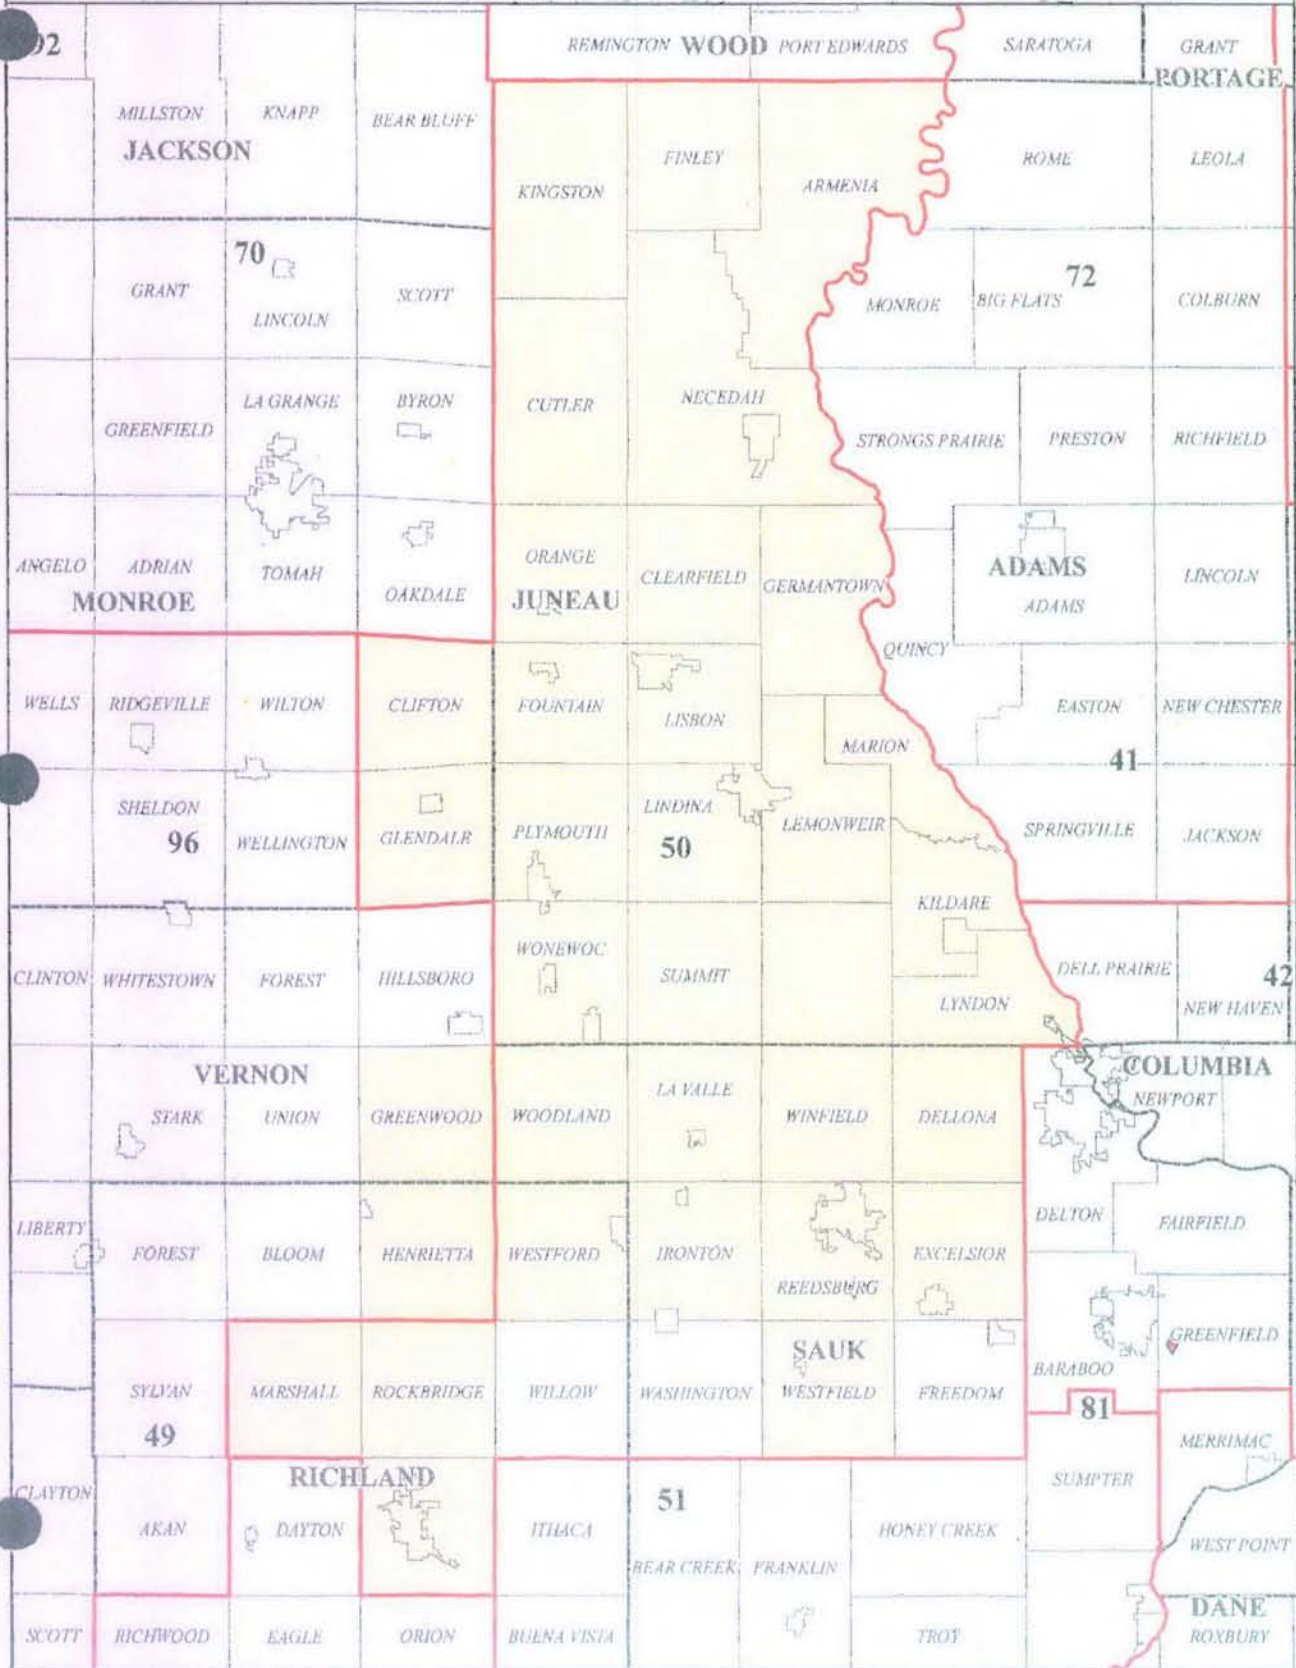 92
REMINGTON WOOD PORT EDWARDS SARATOGA GRANT
PORTAGE
MILLSTON KNAPP BEAR BLUFF
JACKSON
FINLEY ROME LEOLA
KINGSTON ARMENIA
70
72
GRANT SCOTT
LINCOLN
MONROE BIG FLATS COLBURN
LA GRANGE BYRON CUTLER NECEDAH
GREENFIELD
STRONGS PRAIRIE PRESTON RICHFIELD
ORANGE
ANGELO ADRIAN TOMAH CLEARFIELD GERMANTOWN ADAMS LINCOLN
OAKDALE
MONROE JUNEAU ADAMS
QUINCY
WELLS RIDGEVILLE WILTON CLIFTON FOUNTAIN LISBON EASTON NEW CHESTER
MARION
41
SHELDON LINDINA
96 WELLINGTON GLENDALE PLYMOUTH 50 LEMONWEIR SPRINGVILLE JACKSON
KILDARE
WONEWOC
CLINTON WHITESTOWN FOREST HILLSBORO SUMMIT DELL PRAIRIE 42
LYNDON NEW HAVEN
VERNON COLUMBIA
LA VALLE NEWPORT
STARK UNION GREENWOOD WOODLAND WINFIELD DELLONA
LIBERTY DELTON FAIRFIELD
FOREST BLOOM HENRIETTA WESTFORD IRONTON EXCELSIOR
REEDSBURG
SAUK GREENFIELD
BARABOO
SYLVAN MARSHALL ROCKBRIDGE WILLOW WASHINGTON WESTFIELD FREEDOM
49 81
MERRIMAC
RICHLAND SUMPTER
CLAYTON 51
AKAN DAYTON ITHACA HONEY CREEK
WEST POINT
BEAR CREEK FRANKLIN
DANE
SCOTT RICHWOOD EAGLE ORION BUENA VISTA TROY ROXBURY